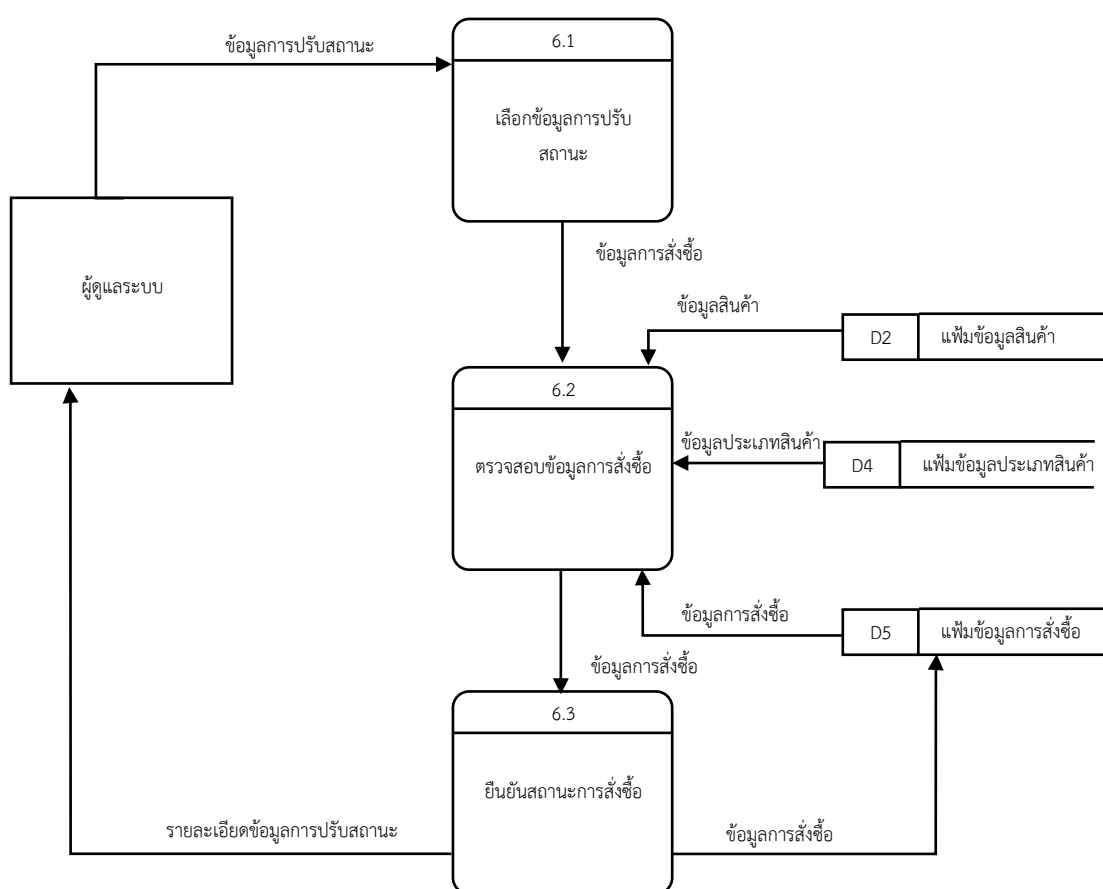 ข้อมูลการปรับสถานะ
6.1
เลือกข้อมูลการปรับ
สถานะ
ผู้ดูแลระบบ
ข้อมูลการสั่งซื้อ
ข้อมูลสินค้า
D2
แฟ้มข้อมูลสินค้า
6.2
ตรวจสอบข้อมูลการสั่งซื้อ
ข้อมูลประเภทสินค้า
D4
แฟ้มข้อมูลประเภทสินค้า
ข้อมูลการสั่งซื้อ
D5
แฟ้มข้อมูลการสั่งซื้อ
ข้อมูลการสั่งซื้อ
6.3
ยืนยันสถานะการสั่งซื้อ
รายละเอียดข้อมูลการปรับสถานะ
ข้อมูลการสั่งซื้อ